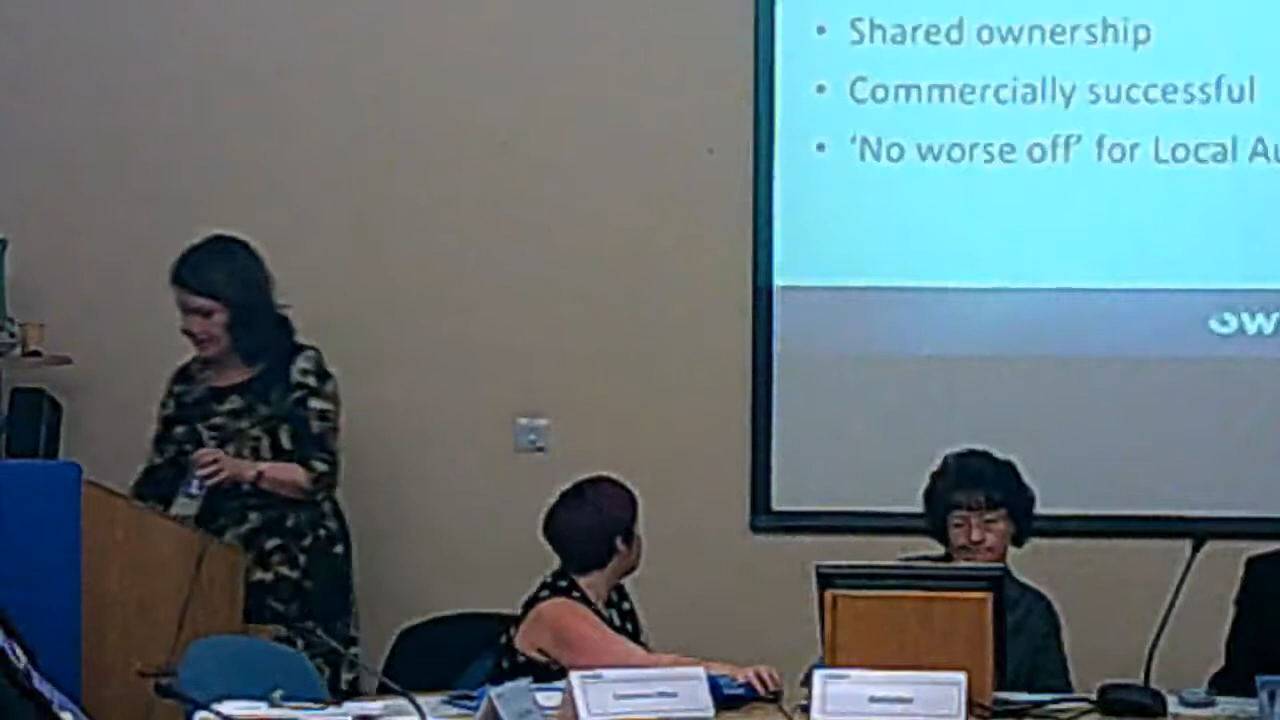 • Shared ownership
• Commercially successful
• ‘No worse off’ for Local Au
ow